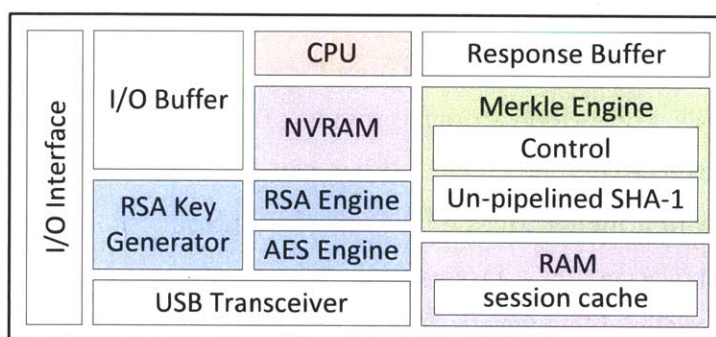 I/O Interface
I/O Buffer
CPU
Response Buffer
NVRAM
Merkle Engine
Control
Un-pipelined SHA-1
RSA Key
Generator
RSA Engine
AES Engine
RAM
session cache
USB Transceiver